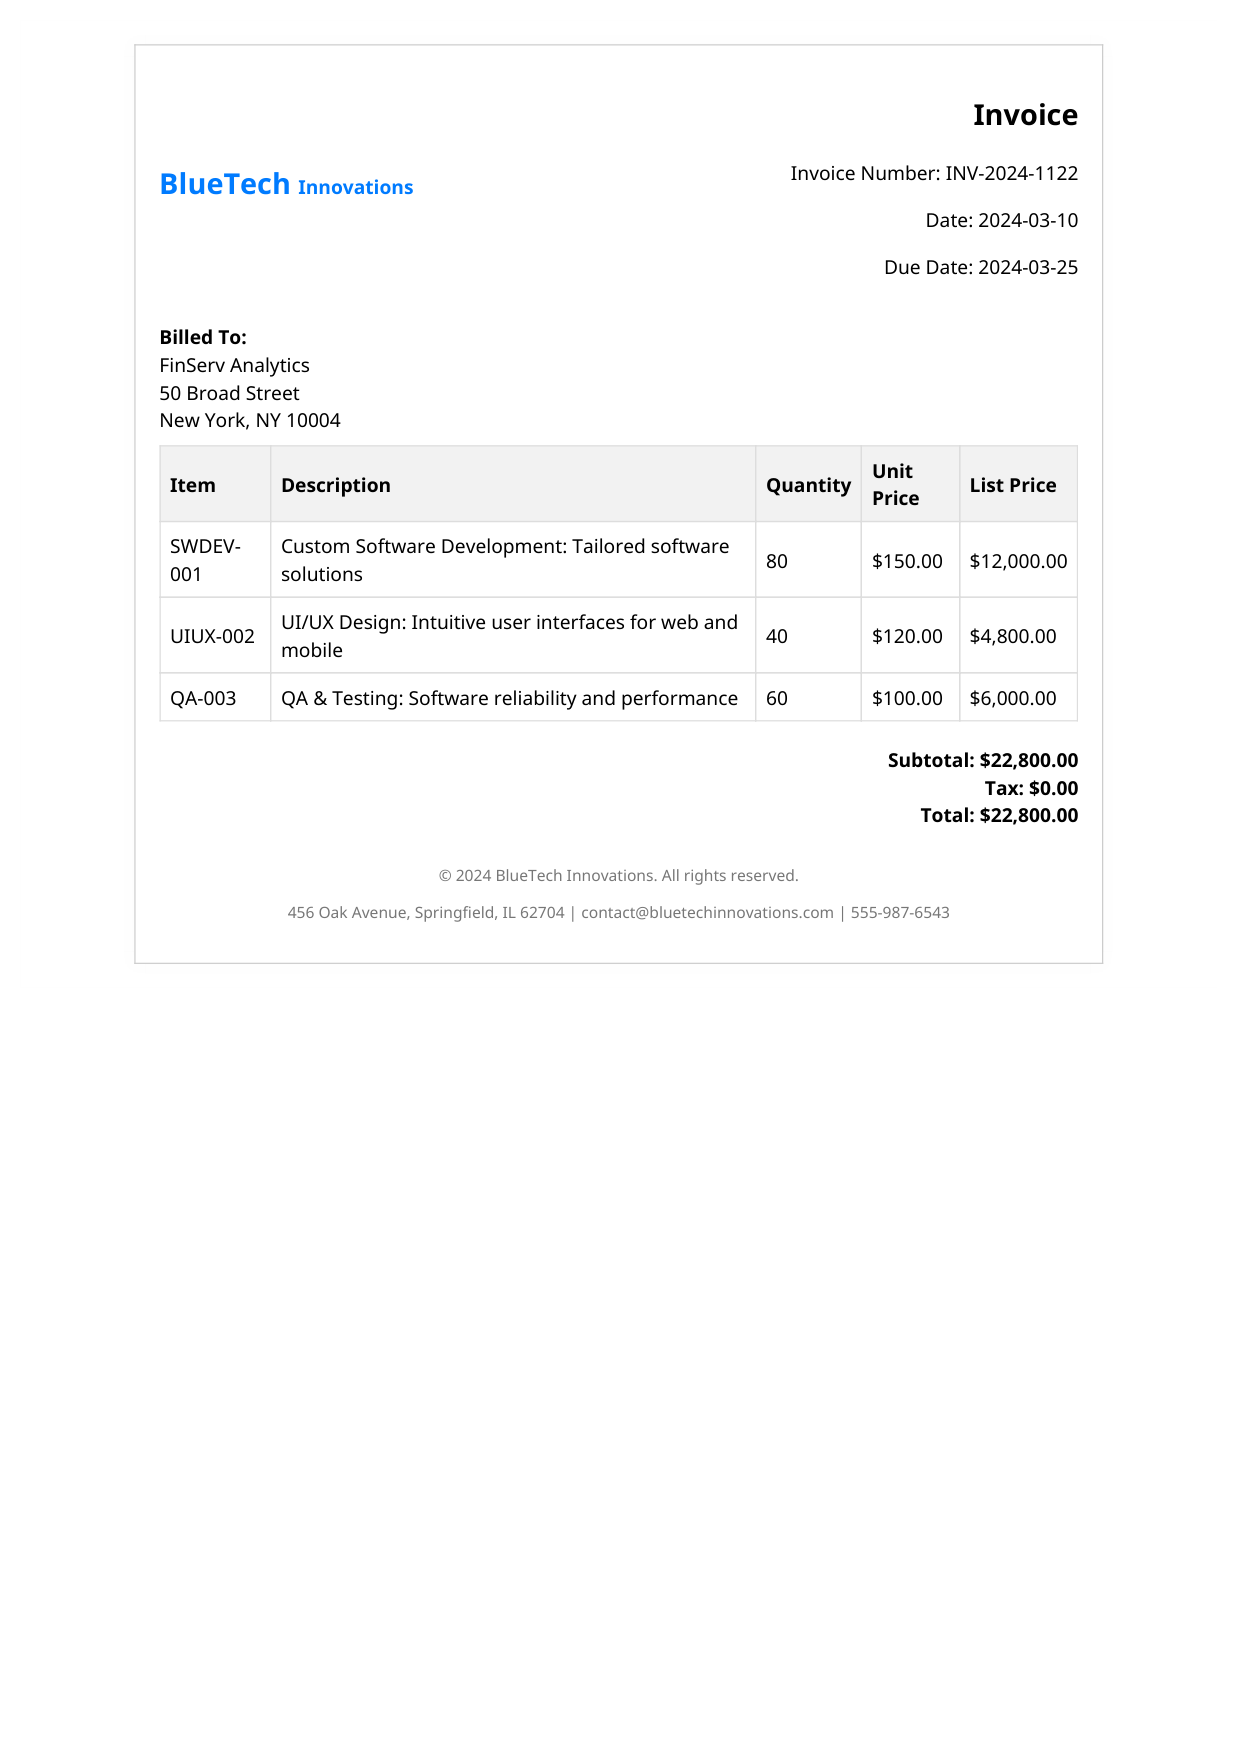 Invoice
BlueTech Innovations
Invoice Number: INV-2024-1122
Date: 2024-03-10
Due Date: 2024-03-25
Billed To:
FinServ Analytics
50 Broad Street
New York, NY 10004
Item Description Quantity Unit Price List Price
SWDEV-001 Custom Software Development: Tailored software solutions 80 $150.00 $12,000.00
UIUX-002 UI/UX Design: Intuitive user interfaces for web and mobile 40 $120.00 $4,800.00
QA-003 QA & Testing: Software reliability and performance 60 $100.00 $6,000.00
Subtotal: $22,800.00
Tax: $0.00
Total: $22,800.00
© 2024 BlueTech Innovations. All rights reserved.
456 Oak Avenue, Springfield, IL 62704 | contact@bluetechinnovations.com | 555-987-6543